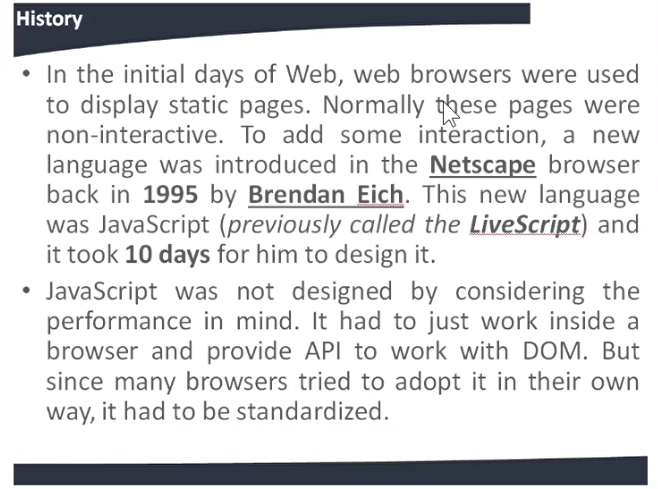 History
• In the initial days of Web, web browsers were used
to display static pages. Normally these pages were
non-interactive. To add some interaction, a new
language was introduced in the Netscape browser
back in 1995 by Brendan Eich. This new language
was JavaScript (previously called the LiveScript) and
it took 10 days for him to design it.
• JavaScript was not designed by considering the
performance in mind. It had to just work inside a
browser and provide API to work with DOM. But
since many browsers tried to adopt it in their own
way, it had to be standardized.